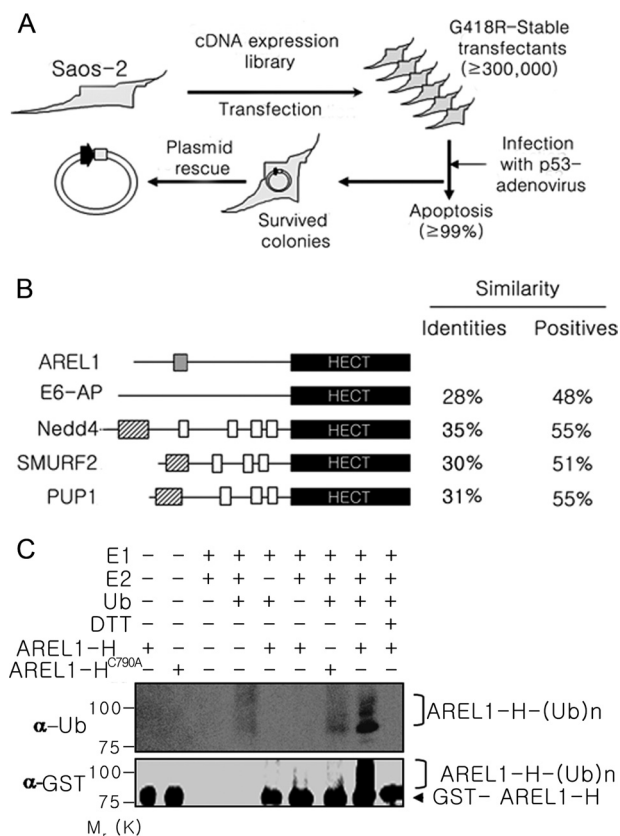 A
Saos-2
cDNA expression
library
Transfection
G418R-Stable
transfectants
(≥300,000)
Infection
with p53-
adenovirus
Apoptosis
(≥99%)
Survived
colonies
Plasmid
rescue
B
Similarity
Identities Positives
AREL1 HECT
E6-AP HECT 28% 48%
Nedd4 HECT 35% 55%
SMURF2 HECT 30% 51%
PUP1 HECT 31% 55%
C
E1 − − + + + + + + +
E2 − − + + − + + + +
Ub − − − + + − + + +
DTT − − − − − − − − +
AREL1-H + + + + +
AREL1-H^C790A + +
α-Ub 100 75 AREL1-H-(Ub)n
α-GST 100 75 AREL1-H-(Ub)n
GST- AREL1-H
Mr (K)